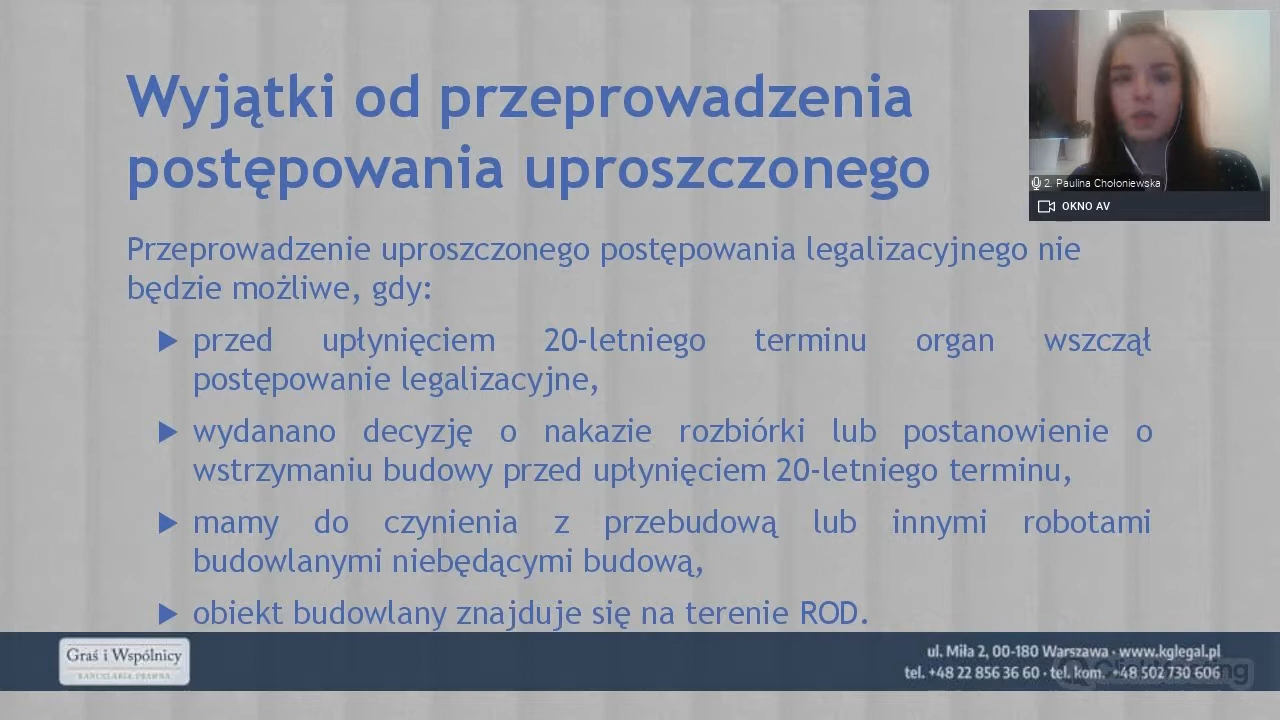 Wyjątki od przeprowadzenia
postępowania uproszczonego
2. Paulina Chołoniewska
OKNO AV
Przeprowadzenie uproszczonego postępowania legalizacyjnego nie
będzie możliwe, gdy:
przed upłynięciem 20-letniego terminu organ wszczął
postępowanie legalizacyjne,
wydanano decyzję o nakazie rozbiórki lub postanowienie o
wstrzymaniu budowy przed upłynięciem 20-letniego terminu,
mamy do czynienia z przebudową lub innymi robotami
budowlanymi niebędącymi budową,
obiekt budowlany znajduje się na terenie ROD.
Graś i Wspólnicy
KANCELARIA PRAWNA
ul. Miła 2, 00-180 Warszawa · www.kglegal.pl
tel. +48 22 856 36 60 · tel. kom. +48 502 730 606